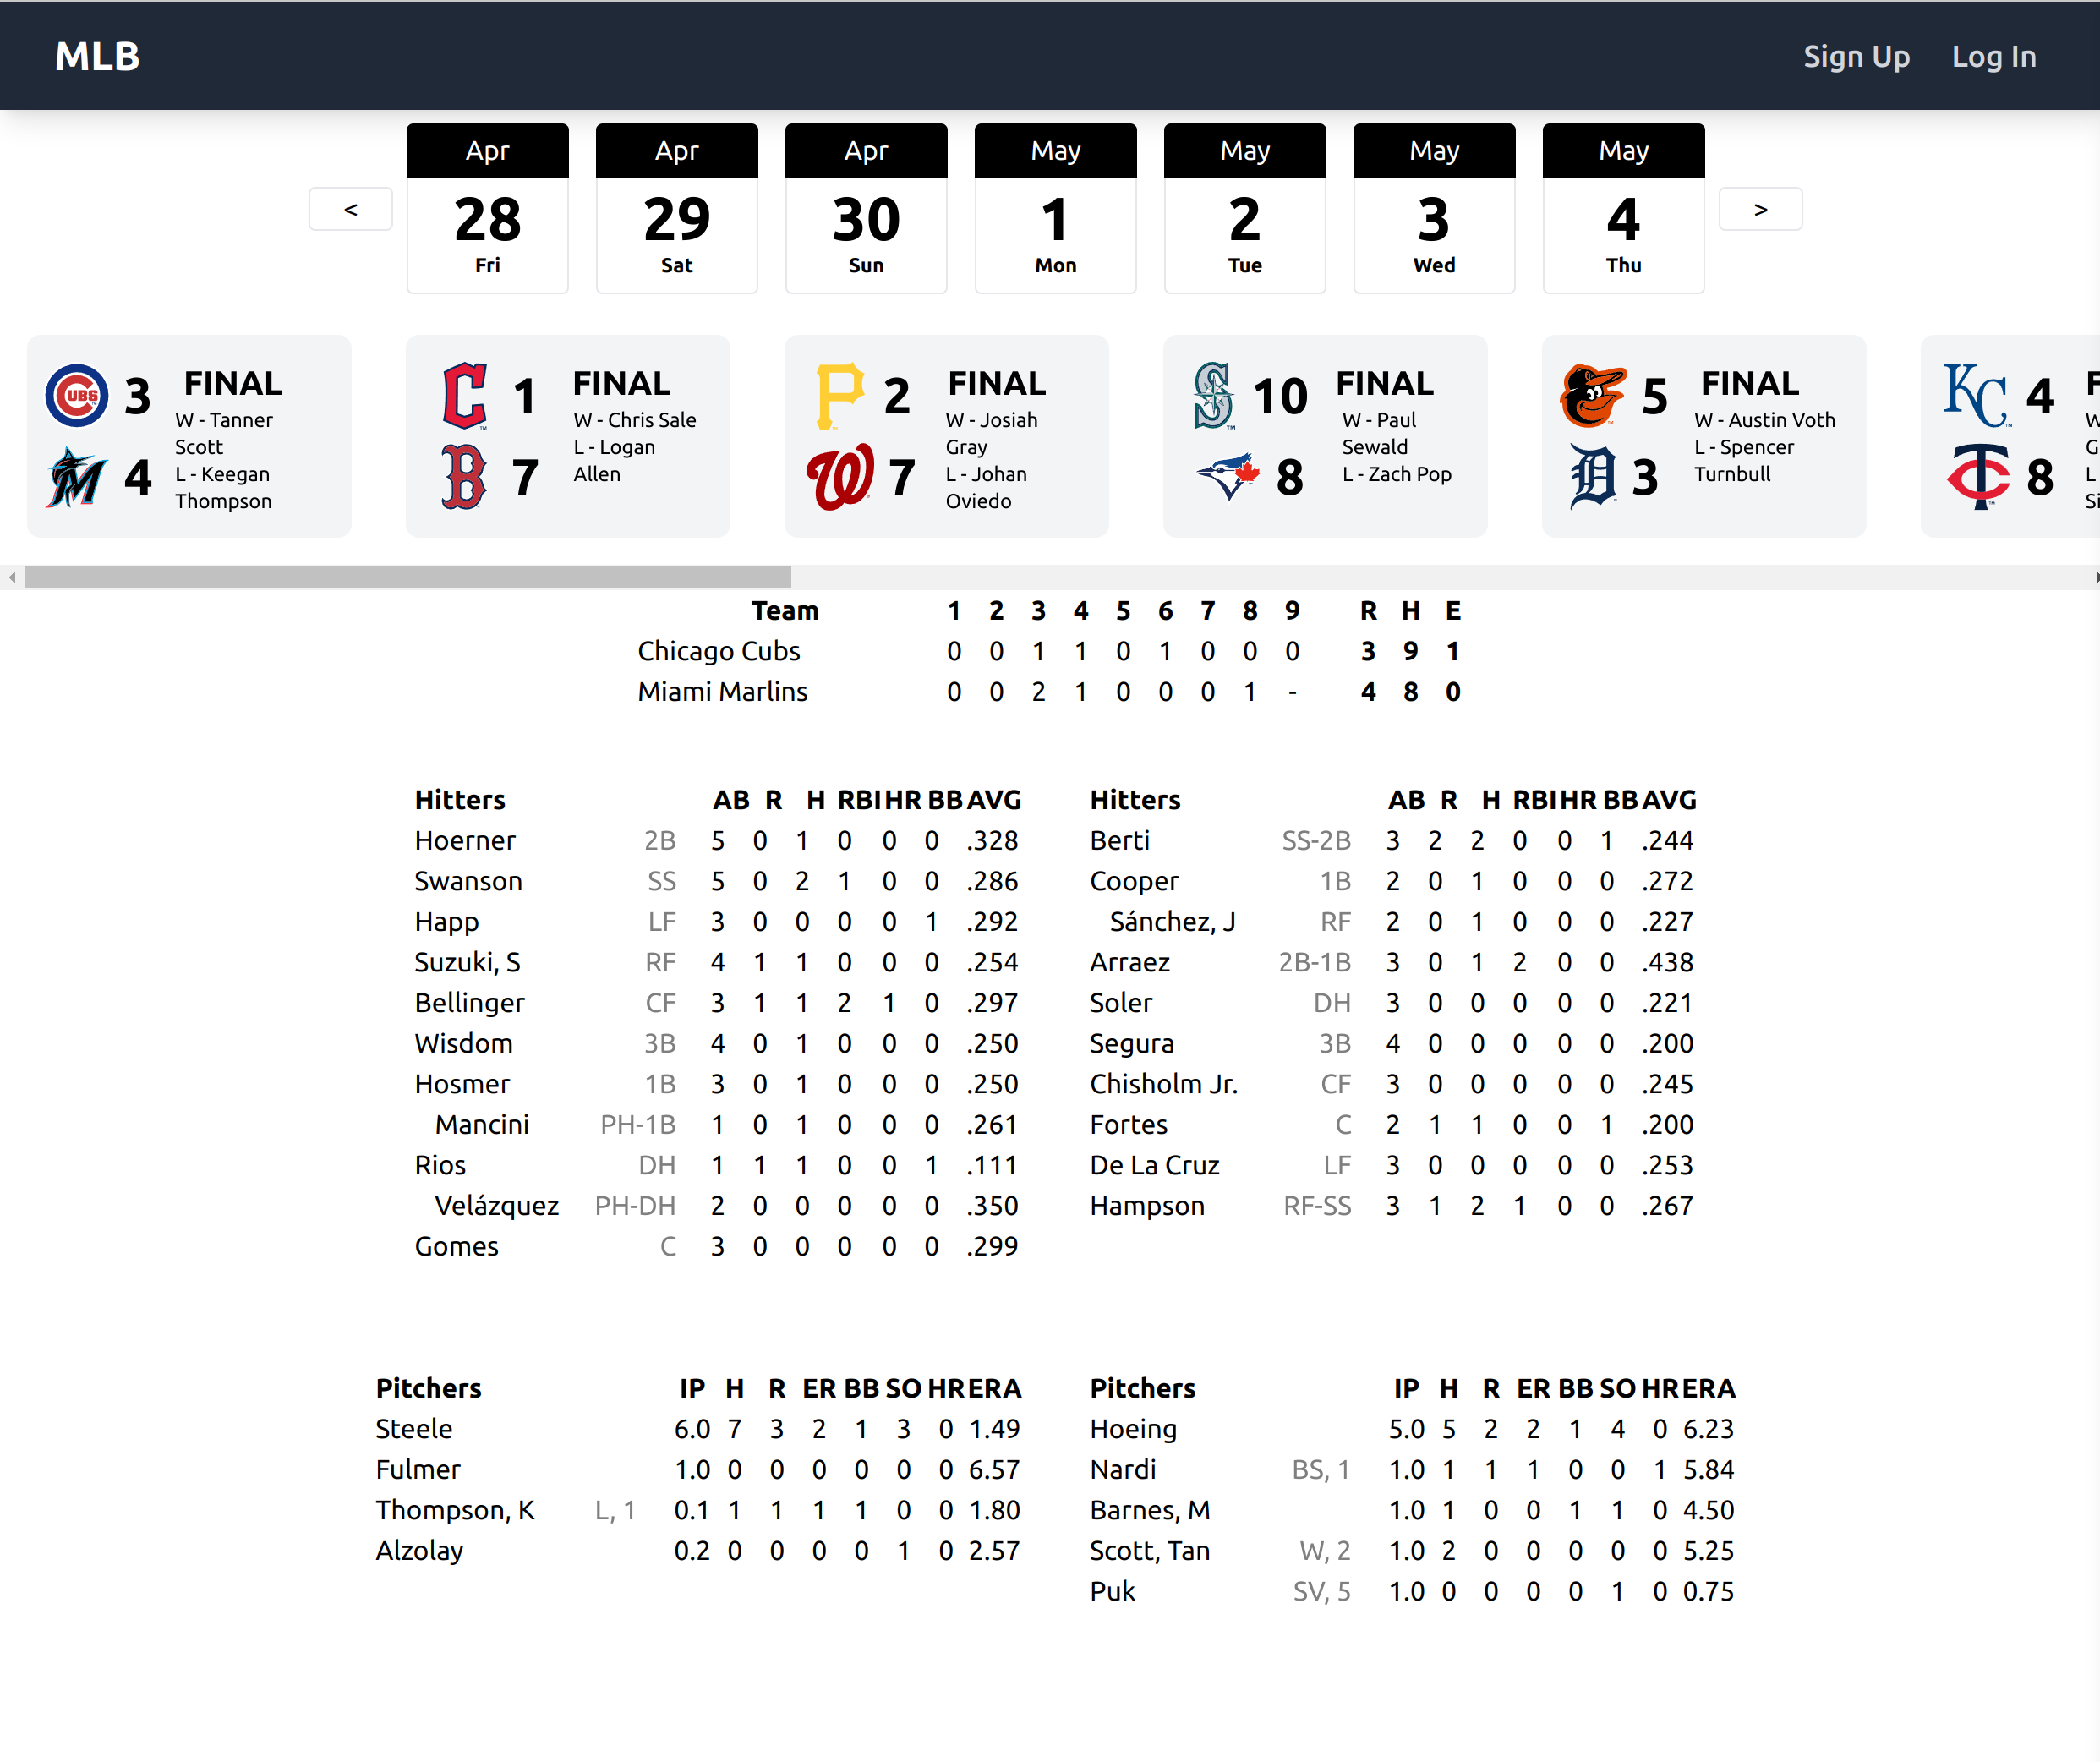 MLB Sign Up Log In
Apr Apr Apr May May May May
< 28 29 30 1 2 3 4 >
Fri Sat Sun Mon Tue Wed Thu
UBS 3 FINAL
W - Tanner
Scott
4 L - Keegan
Thompson
1 FINAL
W - Chris Sale
L - Logan
7 Allen
2 FINAL
W - Josiah
Gray
7 L - Johan
Oviedo
10 FINAL
W - Paul
Sewald
8 L - Zach Pop
5 FINAL
W - Austin Voth
L - Spencer
3 Turnbull
KC 4
8
Team 1 2 3 4 5 6 7 8 9 R H E
Chicago Cubs 0 0 1 1 0 1 0 0 0 3 9 1
Miami Marlins 0 0 2 1 0 0 0 1 - 4 8 0
Hitters AB R H RBI HR BB AVG
Hoerner 2B 5 0 1 0 0 0 .328
Swanson SS 5 0 2 1 0 0 .286
Happ LF 3 0 0 0 0 1 .292
Suzuki, S RF 4 1 1 0 0 0 .254
Bellinger CF 3 1 1 2 1 0 .297
Wisdom 3B 4 0 1 0 0 0 .250
Hosmer 1B 3 0 1 0 0 0 .250
Mancini PH-1B 1 0 1 0 0 0 .261
Rios DH 1 1 1 0 0 1 .111
Velázquez PH-DH 2 0 0 0 0 0 .350
Gomes C 3 0 0 0 0 0 .299
Hitters AB R H RBI HR BB AVG
Berti SS-2B 3 2 2 0 0 1 .244
Cooper 1B 2 0 1 0 0 0 .272
Sánchez, J RF 2 0 1 0 0 0 .227
Arraez 2B-1B 3 0 1 2 0 0 .438
Soler DH 3 0 0 0 0 0 .221
Segura 3B 4 0 0 0 0 0 .200
Chisholm Jr. CF 3 0 0 0 0 0 .245
Fortes C 2 1 1 0 0 1 .200
De La Cruz LF 3 0 0 0 0 0 .253
Hampson RF-SS 3 1 2 1 0 0 .267
Pitchers IP H R ER BB SO HR ERA
Steele 6.0 7 3 2 1 3 0 1.49
Fulmer 1.0 0 0 0 0 0 0 6.57
Thompson, K L, 1 0.1 1 1 1 1 0 0 1.80
Alzolay 0.2 0 0 0 0 1 0 2.57
Pitchers IP H R ER BB SO HR ERA
Hoeing 5.0 5 2 2 1 4 0 6.23
Nardi BS, 1 1.0 1 1 1 0 0 1 5.84
Barnes, M 1.0 1 0 0 1 1 0 4.50
Scott, Tan W, 2 1.0 2 0 0 0 0 0 5.25
Puk SV, 5 1.0 0 0 0 0 1 0 0.75